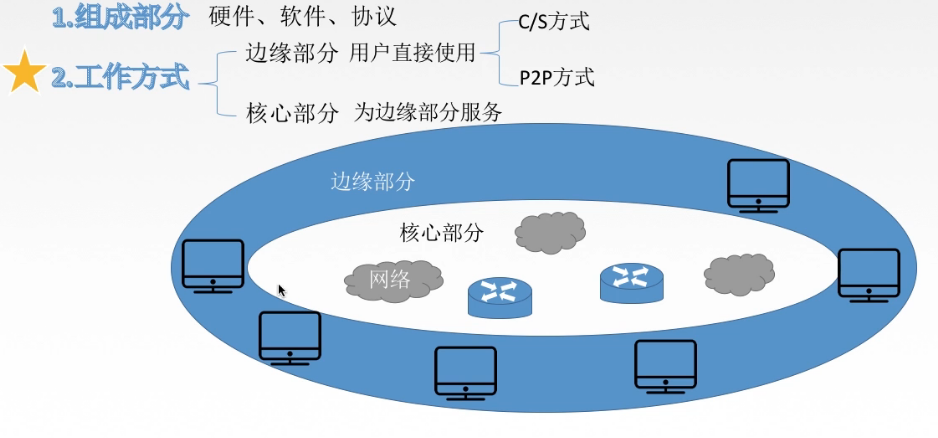 1.组成部分 硬件、软件、协议
C/S方式
边缘部分 用户直接使用
2.工作方式
P2P方式
核心部分 为边缘部分服务
边缘部分
核心部分
网络